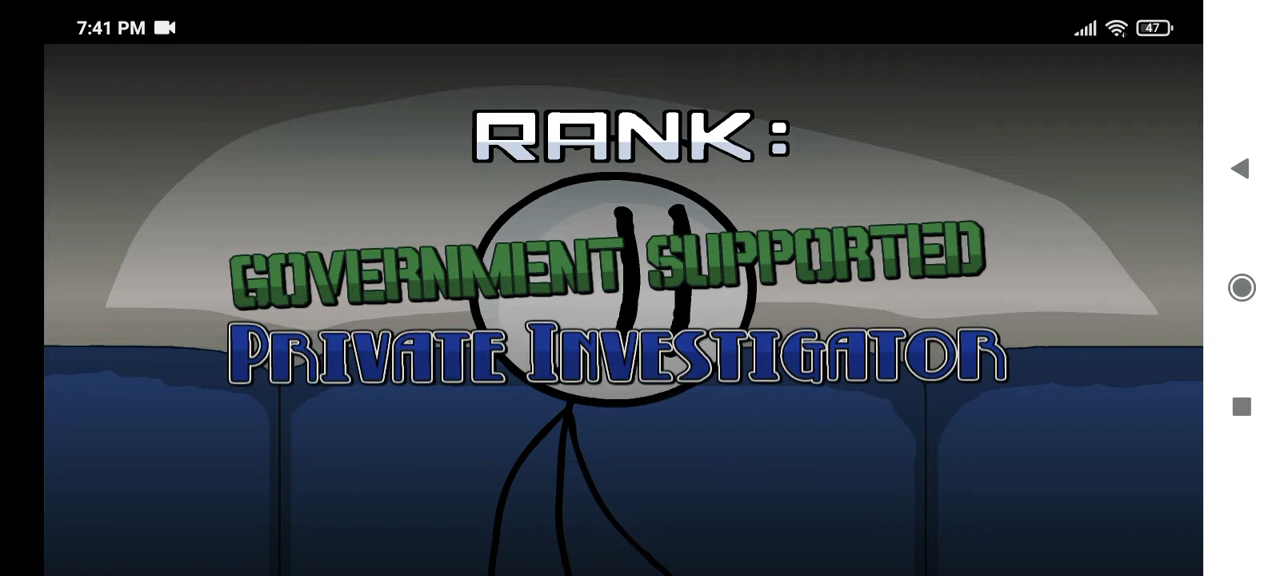 7:41 PM
47
RANK:
GOVERNMENT SUPPORTED
PRIVATE INVESTIGATOR